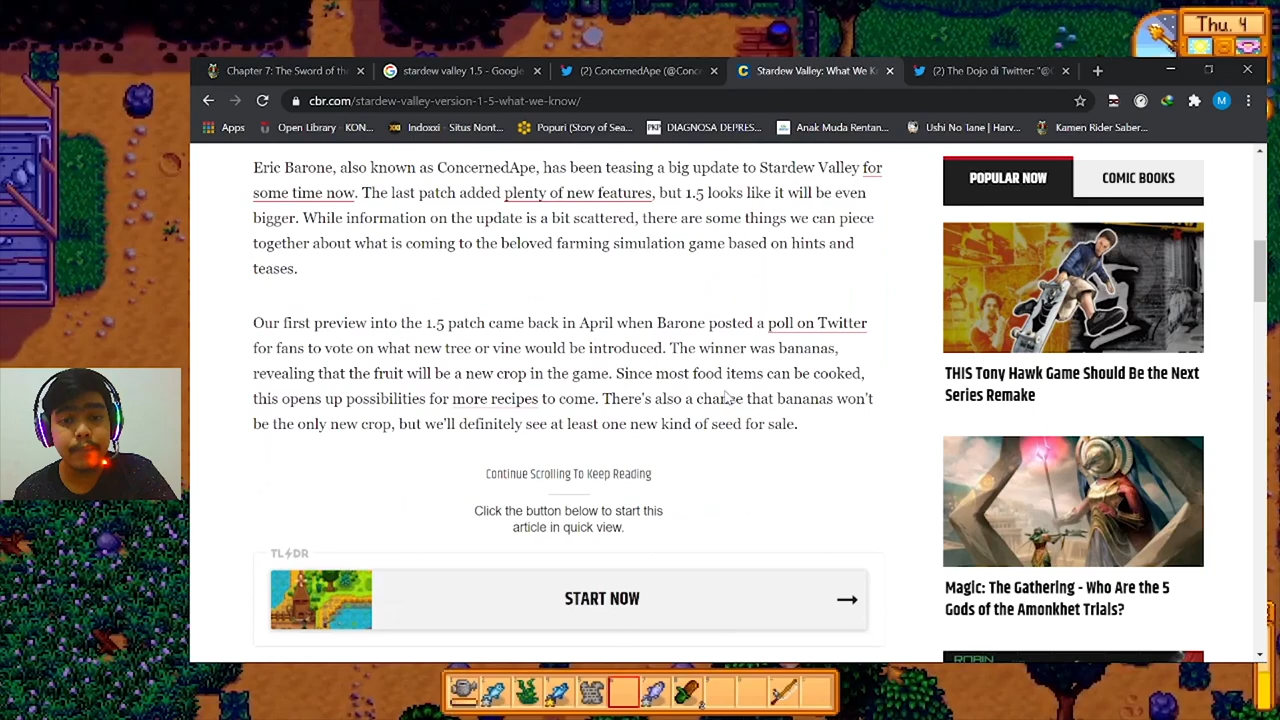 Thu. 4
Chapter 7: The Sword of the
stardew valley 1.5 - Google
(2) ConcernedApe (@Conc
Stardew Valley: What We K
(2) The Dojo di Twitter: "@
cbr.com/stardew-valley-version-1-5-what-we-know/
M
Apps
Open Library (KON...
Indoxxi - Situs Nont...
Popuri (Story of Sea...
DIAGNOSA DEPRES...
Anak Muda Rentan...
Ushi No Tane | Harv...
Kamen Rider Saber...
Eric Barone, also known as ConcernedApe, has been teasing a big update to Stardew Valley for
some time now. The last patch added plenty of new features, but 1.5 looks like it will be even
bigger. While information on the update is a bit scattered, there are some things we can piece
together about what is coming to the beloved farming simulation game based on hints and
teases.
Our first preview into the 1.5 patch came back in April when Barone posted a poll on Twitter
for fans to vote on what new tree or vine would be introduced. The winner was bananas,
revealing that the fruit will be a new crop in the game. Since most food items can be cooked,
this opens up possibilities for more recipes to come. There's also a chance that bananas won't
be the only new crop, but we'll definitely see at least one new kind of seed for sale.
Continue Scrolling To Keep Reading
Click the button below to start this
article in quick view.
TL DR
START NOW
POPULAR NOW
COMIC BOOKS
THIS Tony Hawk Game Should Be the Next
Series Remake
Magic: The Gathering - Who Are the 5
Gods of the Amonkhet Trials?
ROBIN